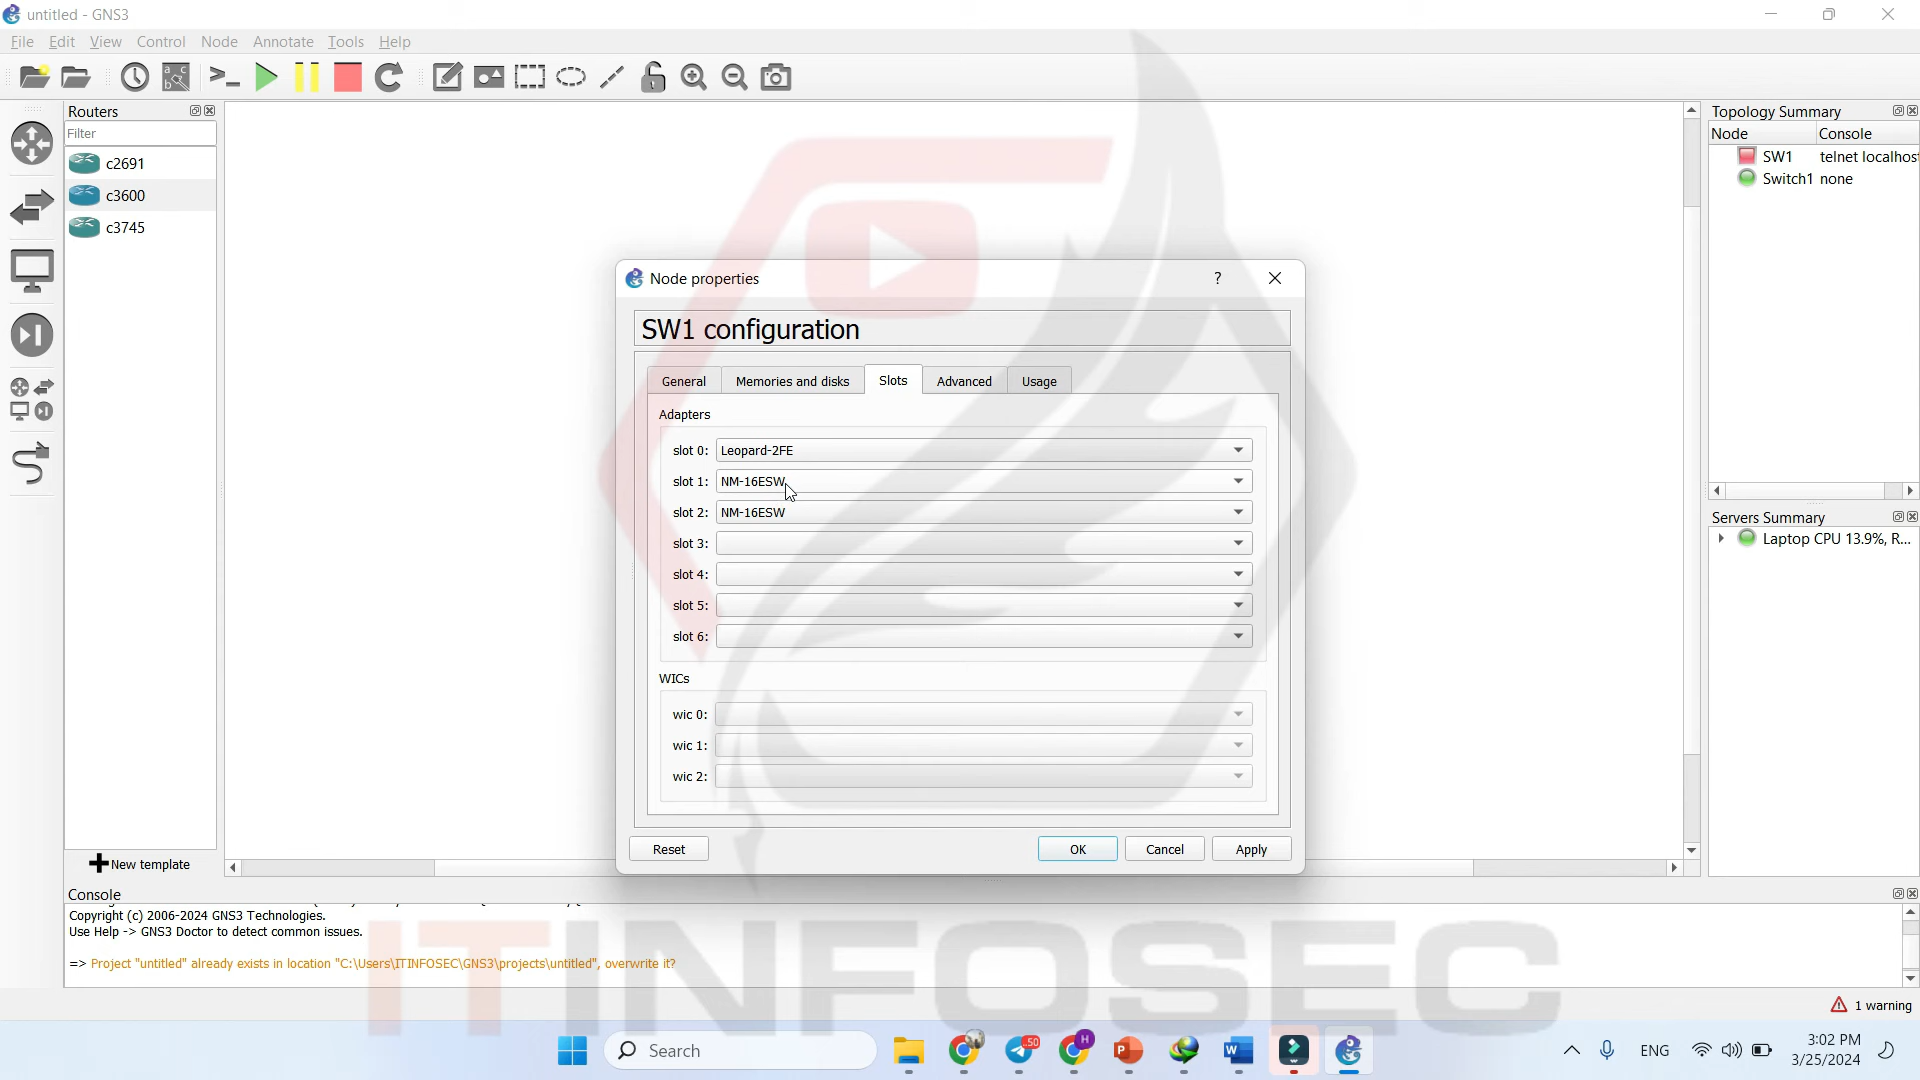 untitled - GNS3
File Edit View Control Node Annotate Tools Help
Routers
Filter
c2691
c3600
c3745
New template
Topology Summary
Node Console
SW1 telnet localhos
Switch1 none
Servers Summary
Laptop CPU 13.9%, R...
Node properties
?
SW1 configuration
General Memories and disks Slots Advanced Usage
Adapters
slot 0: Leopard-2FE
slot 1: NM-16ESW
slot 2: NM-16ESW
slot 3:
slot 4:
slot 5:
slot 6:
WICs
wic 0:
wic 1:
wic 2:
Reset OK Cancel Apply
Console
Copyright (c) 2006-2024 GNS3 Technologies.
Use Help -> GNS3 Doctor to detect common issues.
=> Project "untitled" already exists in location "C:\Users\ITINFOSEC\GNS3\projects\untitled", overwrite it?
ITINFOSEC
1 warning
Search
..50
H
ENG
3:02 PM
3/25/2024